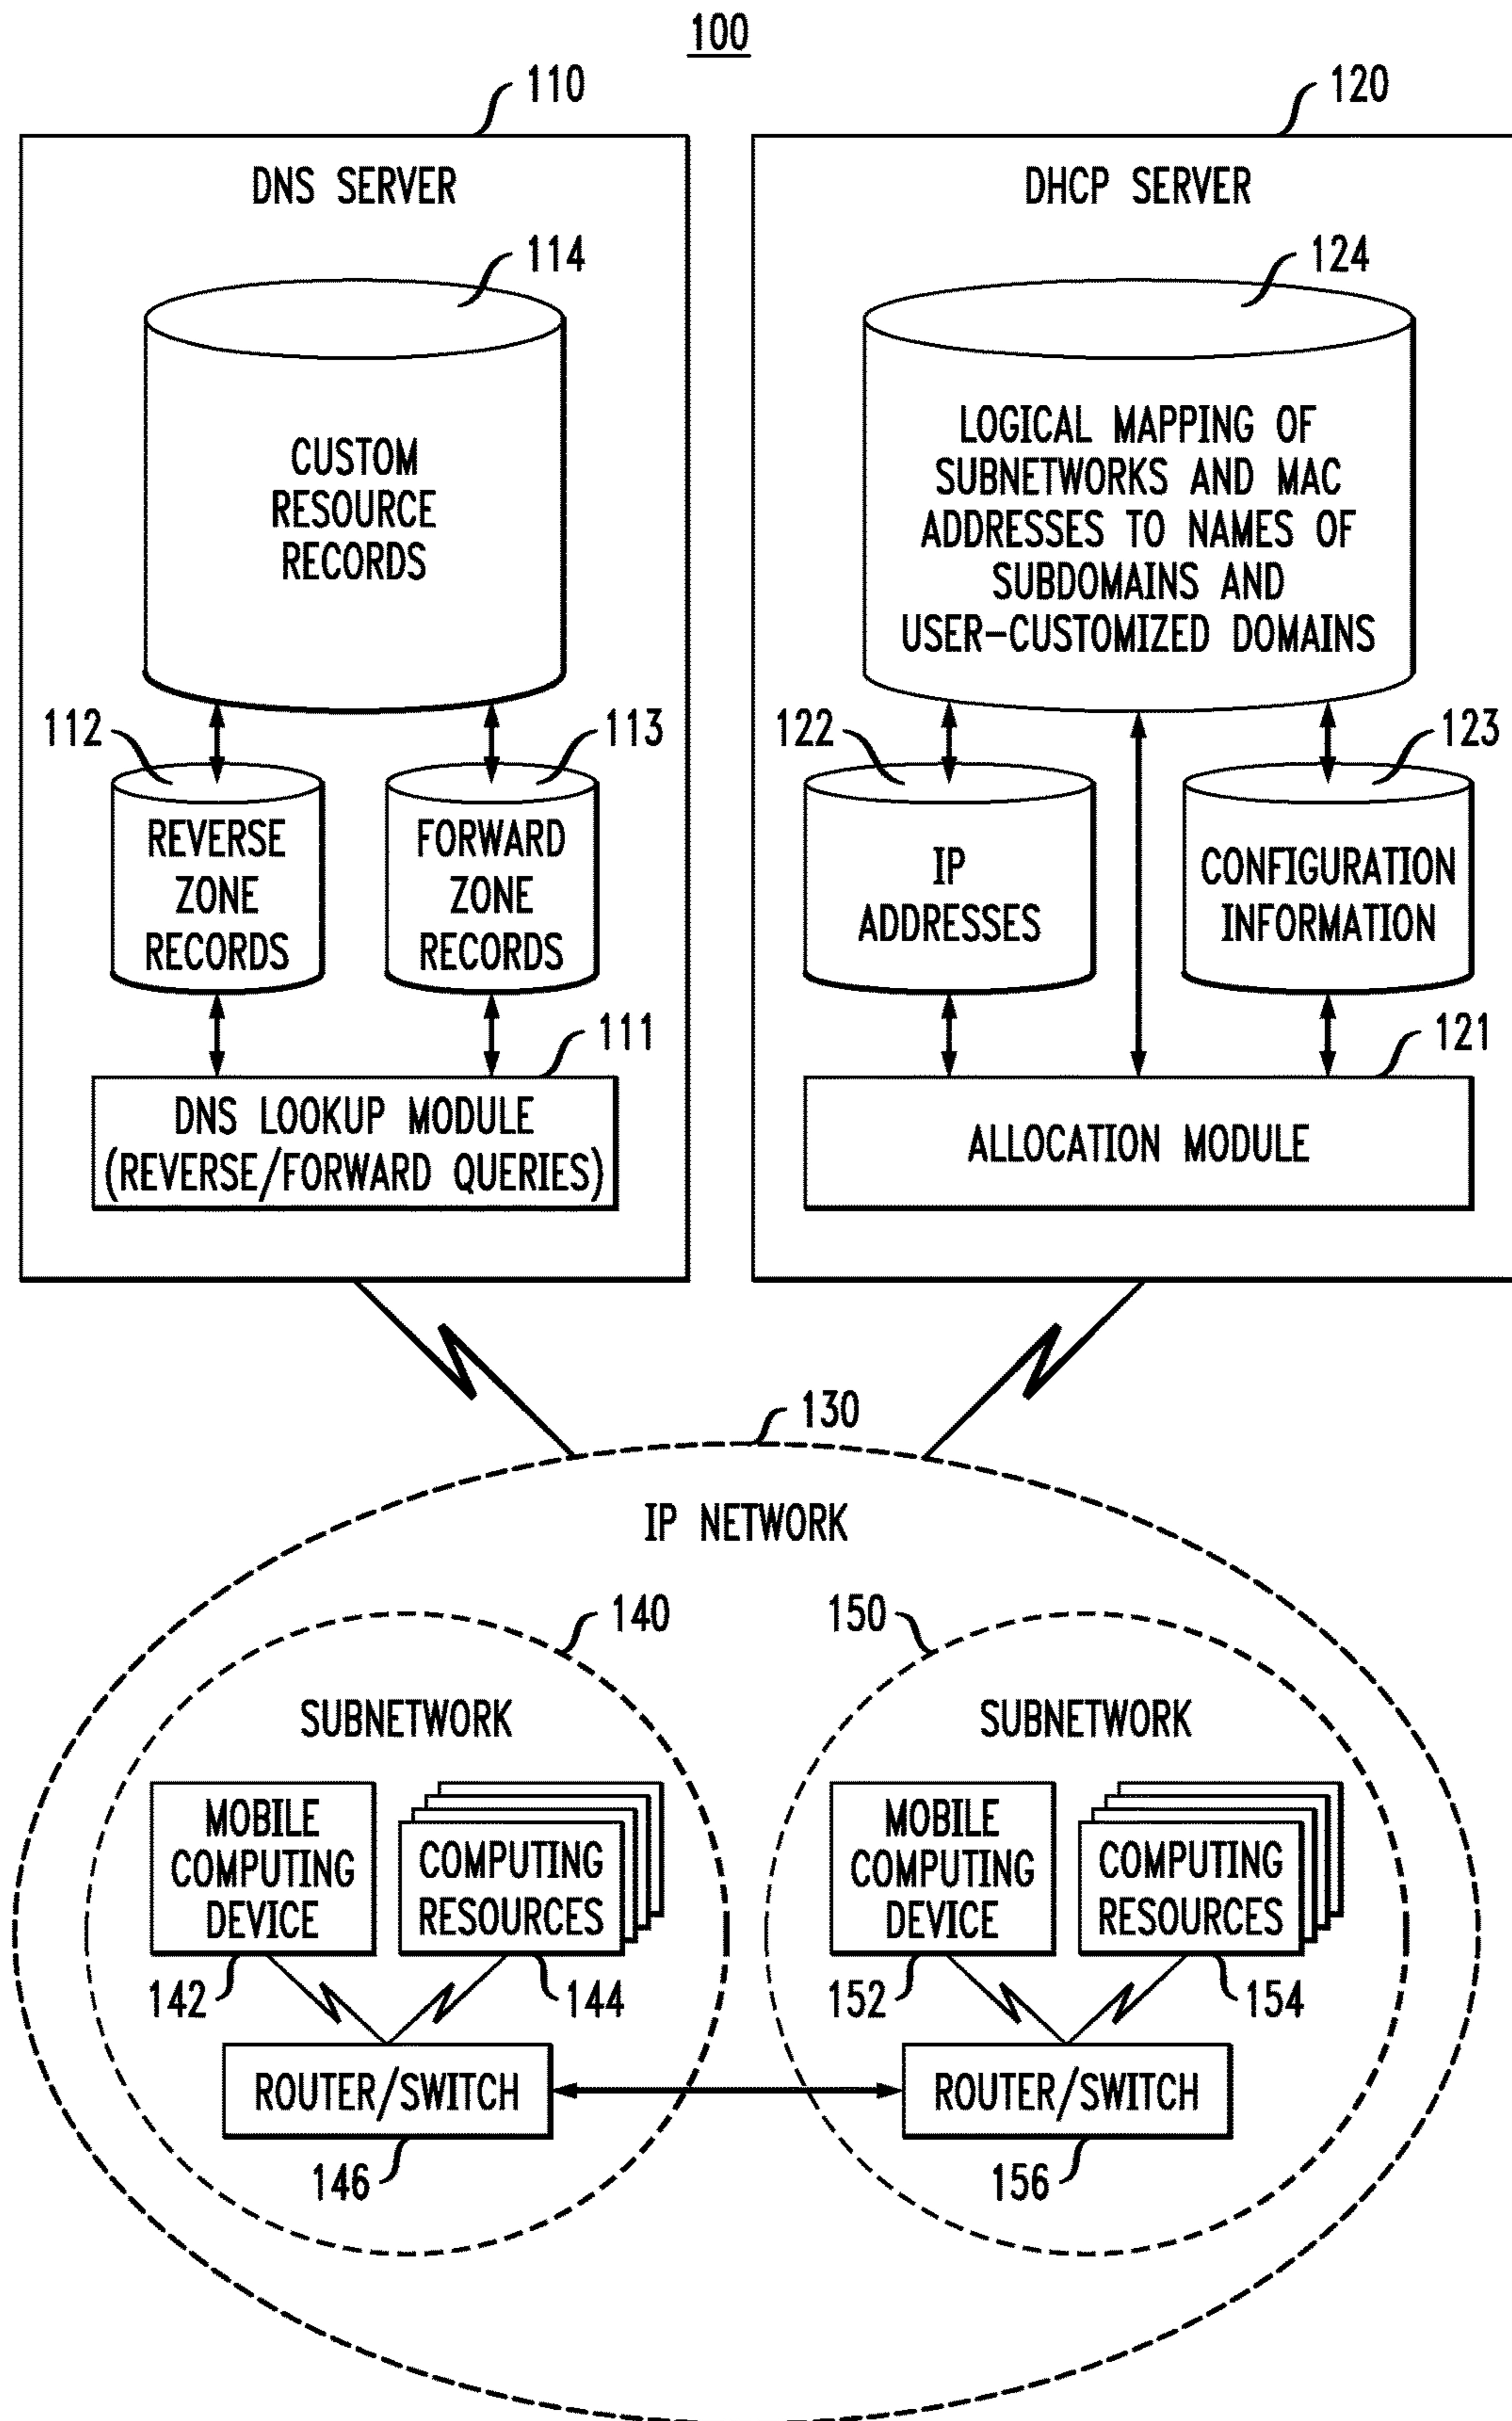 100
110
120
DNS SERVER
DHCP SERVER
114
124
CUSTOM
RESOURCE
RECORDS
LOGICAL MAPPING OF
SUBNETWORKS AND MAC
ADDRESSES TO NAMES OF
SUBDOMAINS AND
USER-CUSTOMIZED DOMAINS
112
113
122
123
REVERSE
ZONE
RECORDS
FORWARD
ZONE
RECORDS
IP
ADDRESSES
CONFIGURATION
INFORMATION
111
121
DNS LOOKUP MODULE
(REVERSE/FORWARD QUERIES)
ALLOCATION MODULE
130
IP NETWORK
140
150
SUBNETWORK
SUBNETWORK
MOBILE
COMPUTING
DEVICE
COMPUTING
RESOURCES
MOBILE
COMPUTING
DEVICE
COMPUTING
RESOURCES
142
144
152
154
ROUTER/SWITCH
ROUTER/SWITCH
146
156